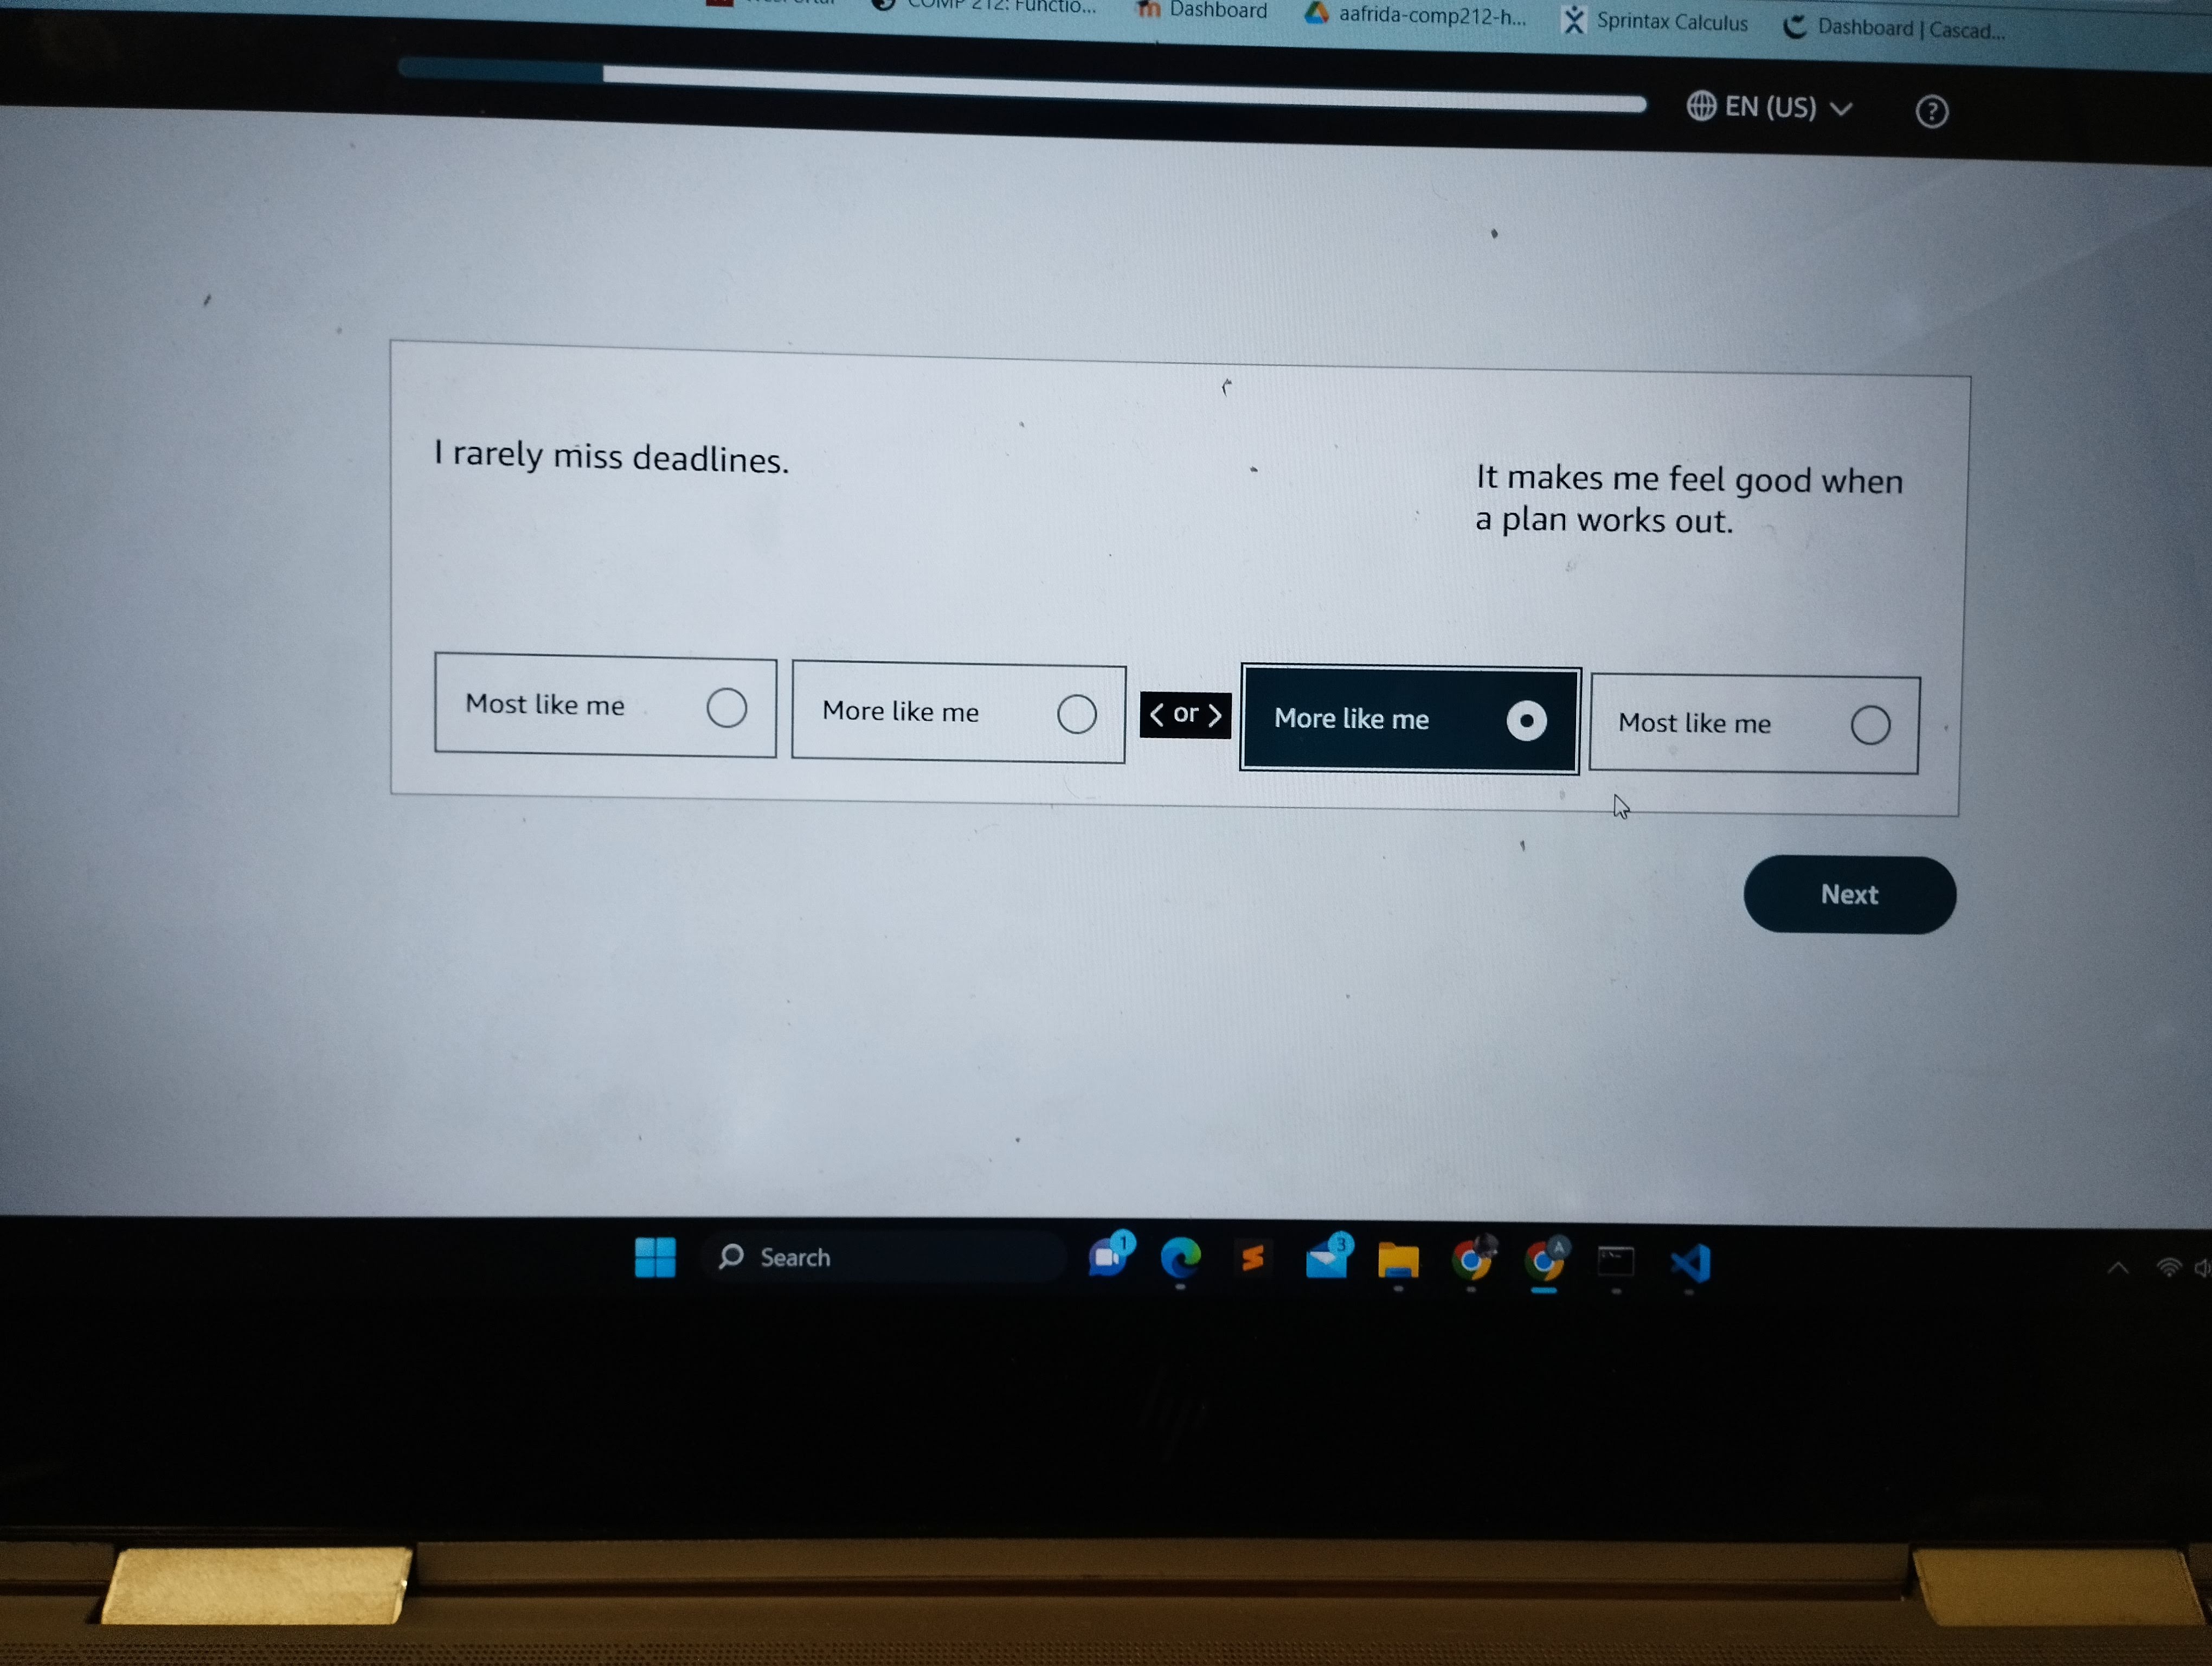 COMP 212: Functio...
Dashboard
aafrida-comp212-h...
Sprintax Calculus
Dashboard | Cascad...
EN (US)
?
I rarely miss deadlines.
It makes me feel good when
a plan works out.
Most like me
More like me
< or >
More like me
Most like me
Next
Search
1
3
A